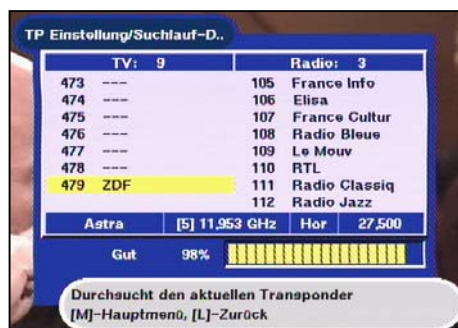 TP Einstellung/Suchlauf-D..
TV: 9 Radio: 3
473 --- 105 France Info
474 --- 106 Elisa
475 --- 107 France Cultur
476 --- 108 Radio Bleue
477 --- 109 Le Mouv
478 --- 110 RTL
479 ZDF 111 Radio Classiq
112 Radio Jazz
Astra [5] 11,953 GHz Hor 27,500
Gut 98%
Durchsucht den aktuellen Transponder
[M]-Hauptmenü, [L]-Zurück